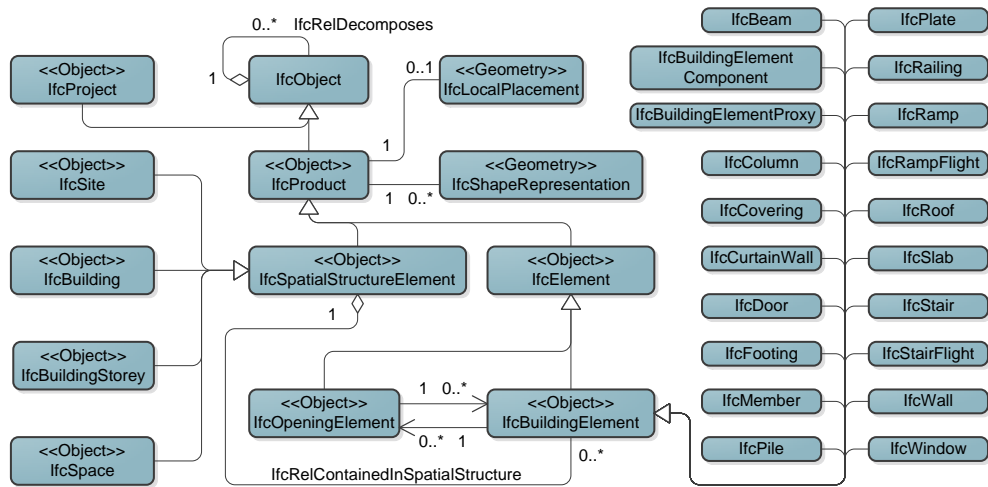 0..* IfcRelDecomposes
1
<<Object>>
IfcProject
IfcObject
0..1
<<Geometry>>
IfcLocalPlacement
1
<<Object>>
IfcSite
<<Object>>
IfcProduct
1 0..*
<<Geometry>>
IfcShapeRepresentation
<<Object>>
IfcBuilding
<<Object>>
IfcSpatialStructureElement
<<Object>>
IfcElement
1
<<Object>>
IfcBuildingStorey
<<Object>>
IfcOpeningElement
1 0..*
0..* 1
<<Object>>
IfcBuildingElement
<<Object>>
IfcSpace
IfcRelContainedInSpatialStructure
0..*
IfcBeam
IfcPlate
IfcBuildingElement
Component
IfcRailing
IfcBuildingElementProxy
IfcRamp
IfcColumn
IfcRampFlight
IfcCovering
IfcRoof
IfcCurtainWall
IfcSlab
IfcDoor
IfcStair
IfcFooting
IfcStairFlight
IfcMember
IfcWall
IfcPile
IfcWindow